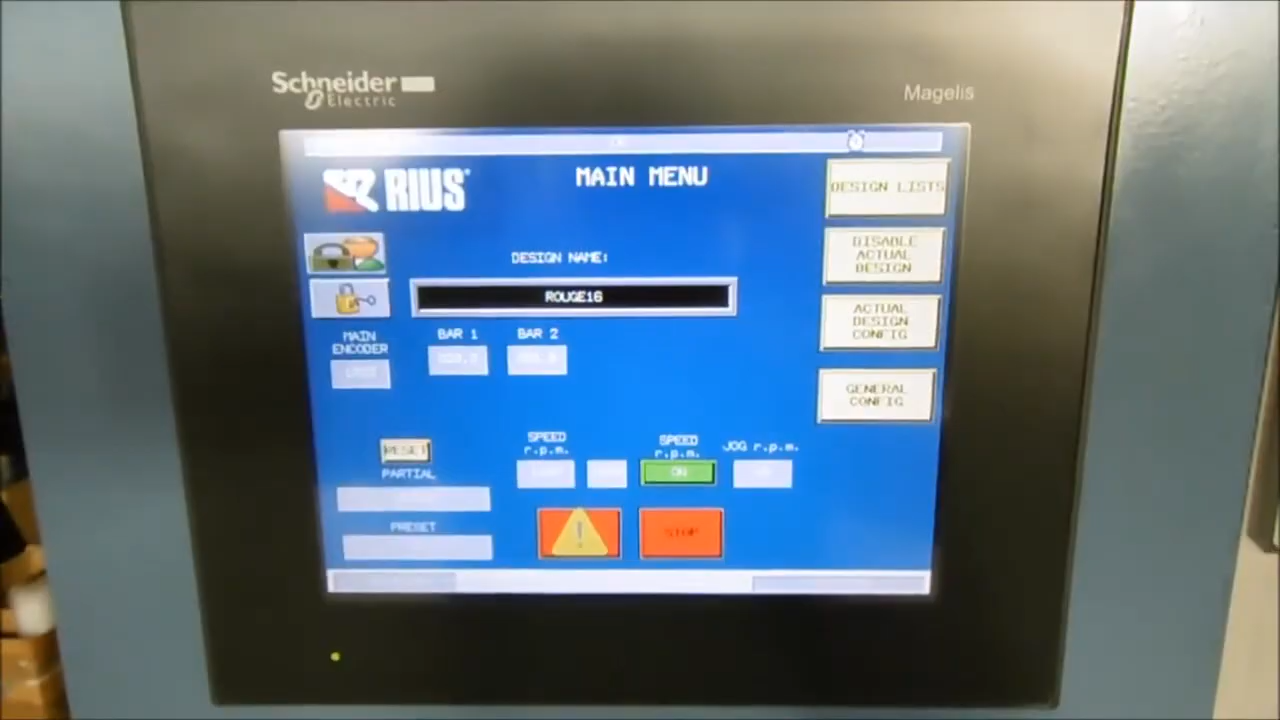 Schneider
Electric
Magelis
RIUS
MAIN MENU
DESIGN LISTS
DISABLE
ACTUAL
DESIGN
DESIGN NAME:
ROUGE16
ACTUAL
DESIGN
CONFIG
MAIN
ENCODER
BAR 1
BAR 2
GENERAL
CONFIG
RESET
PARTIAL
SPEED
r.p.m.
SPEED
r.p.m.
JOG r.p.m.
ON
PRESET
!
STOP